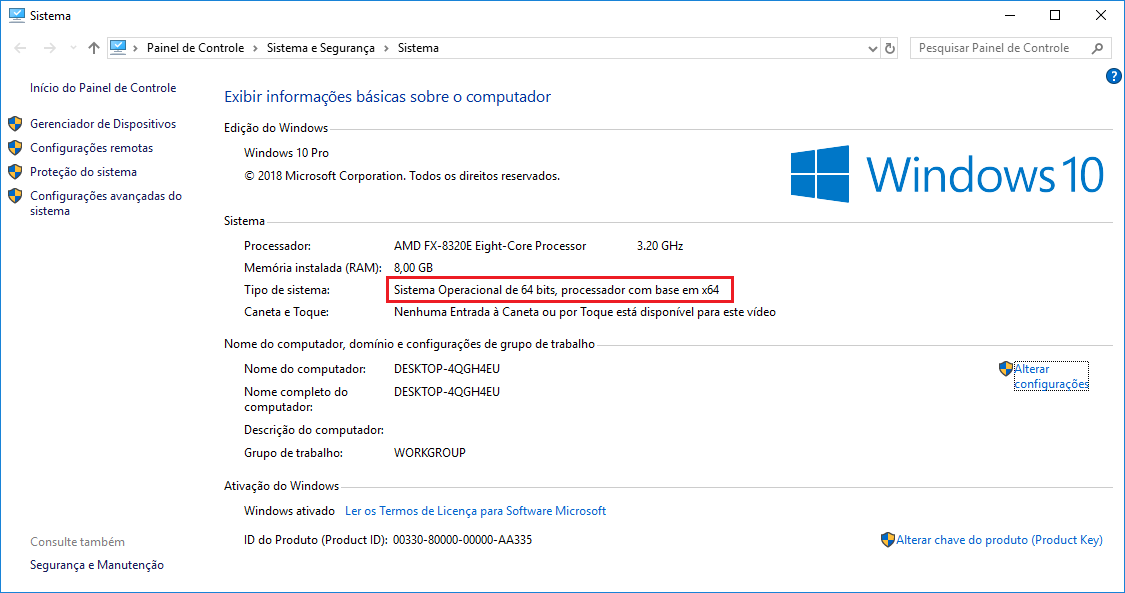 Sistema
Painel de Controle > Sistema e Segurança > Sistema
Pesquisar Painel de Controle
?
Início do Painel de Controle
Gerenciador de Dispositivos
Configurações remotas
Proteção do sistema
Configurações avançadas do
sistema
Consulte também
Segurança e Manutenção
Exibir informações básicas sobre o computador
Edição do Windows
Windows 10 Pro
© 2018 Microsoft Corporation. Todos os direitos reservados.
Windows 10
Sistema
Processador: AMD FX-8320E Eight-Core Processor 3.20 GHz
Memória instalada (RAM): 8,00 GB
Tipo de sistema: Sistema Operacional de 64 bits, processador com base em x64
Caneta e Toque: Nenhuma Entrada à Caneta ou por Toque está disponível para este vídeo
Nome do computador, domínio e configurações de grupo de trabalho
Nome do computador: DESKTOP-4QGH4EU
Nome completo do
computador: DESKTOP-4QGH4EU
Descrição do computador:
Grupo de trabalho: WORKGROUP
Alterar
configurações
Ativação do Windows
Windows ativado Ler os Termos de Licença para Software Microsoft
ID do Produto (Product ID): 00330-80000-00000-AA335
Alterar chave do produto (Product Key)